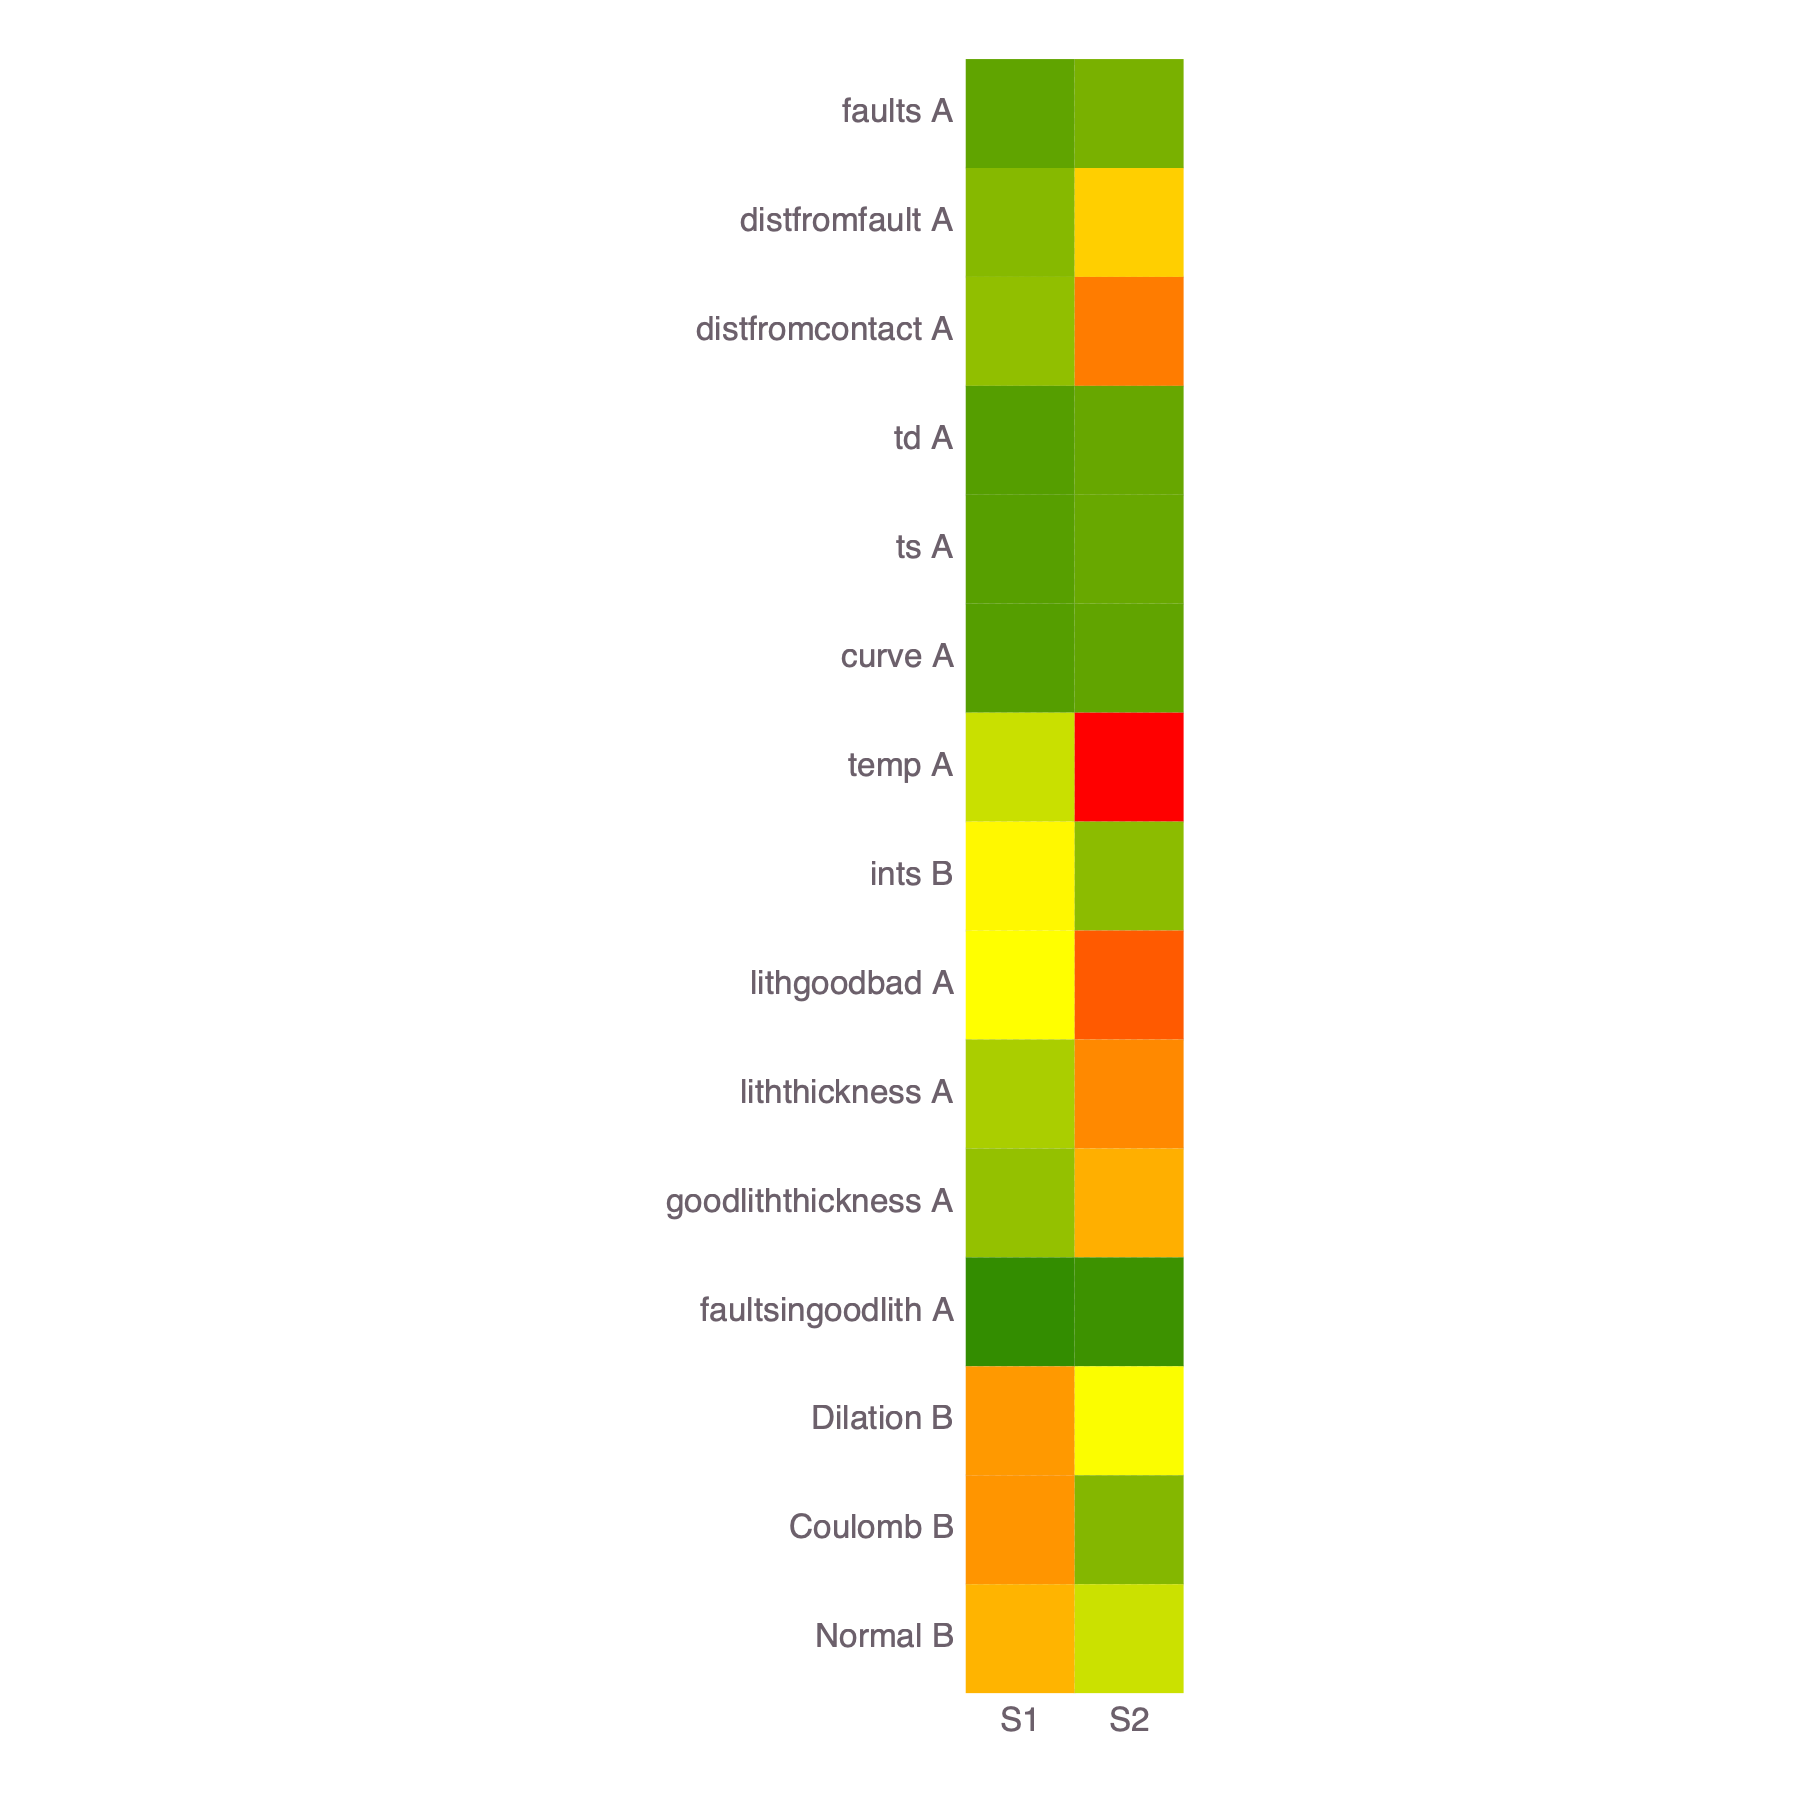 faults A
distfromfault A
distfromcontact A
td A
ts A
curve A
temp A
ints B
lithgoodbad A
liththickness A
goodliththickness A
faultsingoodlith A
Dilation B
Coulomb B
Normal B
S1 S2